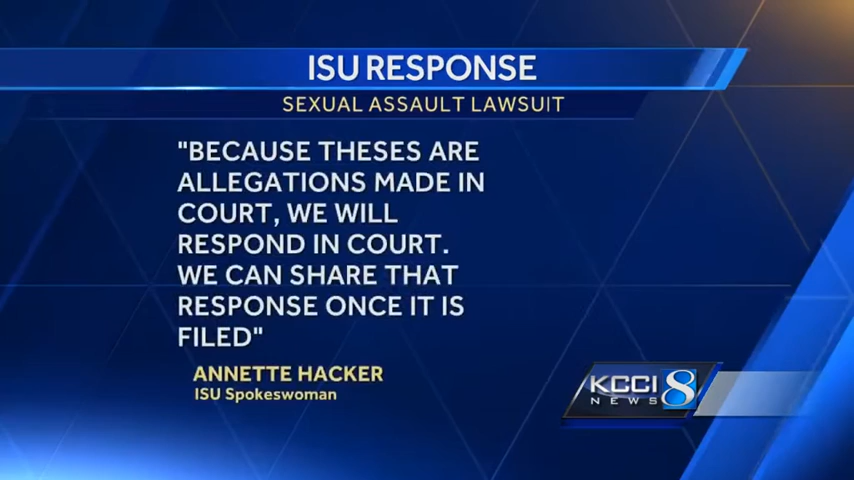 ISU RESPONSE
SEXUAL ASSAULT LAWSUIT
"BECAUSE THESES ARE
ALLEGATIONS MADE IN
COURT, WE WILL
RESPOND IN COURT.
WE CAN SHARE THAT
RESPONSE ONCE IT IS
FILED"
ANNETTE HACKER
ISU Spokeswoman
KCCI 8
NEWS